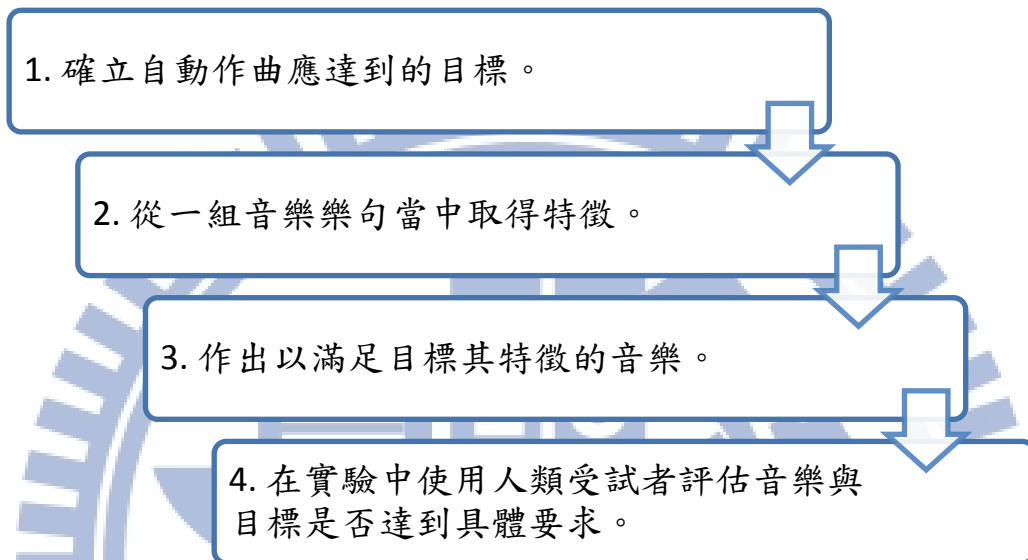 1. 確立自動作曲應達到的目標。
2. 從一組音樂樂句當中取得特徵。
3. 作出以滿足目標其特徵的音樂。
4. 在實驗中使用人類受試者評估音樂與
目標是否達到具體要求。